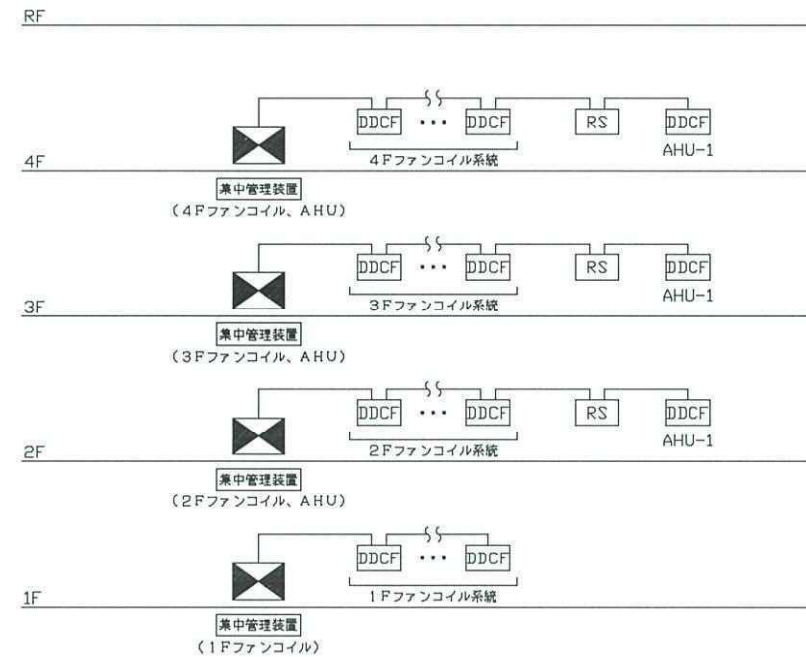 RF
DDCF ・・・ DDCF RS DDCF
4Fファンコイル系統 AHU-1
4F
集中管理装置
(4Fファンコイル、AHU)
DDCF ・・・ DDCF RS DDCF
3Fファンコイル系統 AHU-1
3F
集中管理装置
(3Fファンコイル、AHU)
DDCF ・・・ DDCF RS DDCF
2Fファンコイル系統 AHU-1
2F
集中管理装置
(2Fファンコイル、AHU)
DDCF ・・・ DDCF
1Fファンコイル系統
1F
集中管理装置
(1Fファンコイル)